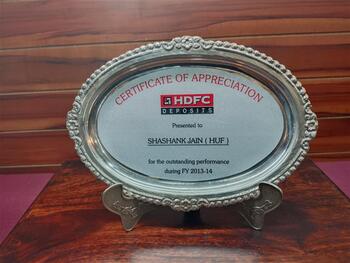 CERTIFICATE OF APPRECIATION
HDFC
DEPOSITS
Presented to
SHASHANK JAIN ( HUF )
for the outstanding performance
during FY 2013-14